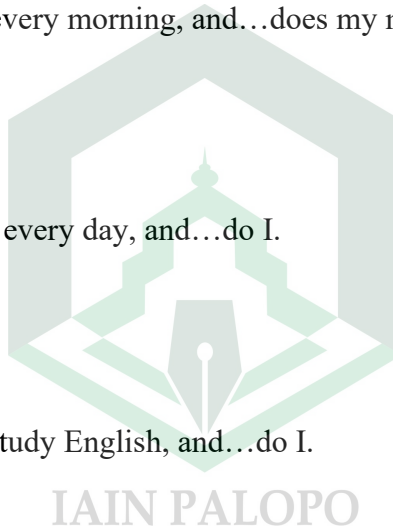 every morning, and…does my
every day, and…do I.
tudy English, and…do I.
IAIN PALOPO